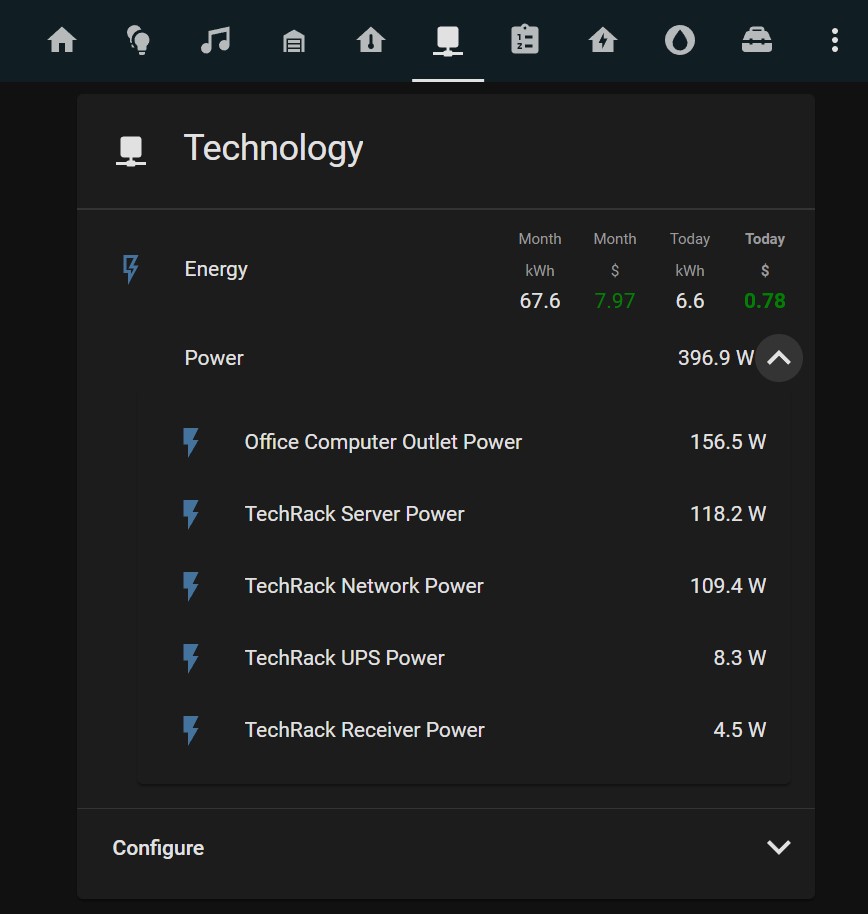 1
2
Technology
Month Month Today Today
kWh $ kWh $
Energy
67.6 7.97 6.6 0.78
Power 396.9 W
Office Computer Outlet Power 156.5 W
TechRack Server Power 118.2 W
TechRack Network Power 109.4 W
TechRack UPS Power 8.3 W
TechRack Receiver Power 4.5 W
Configure